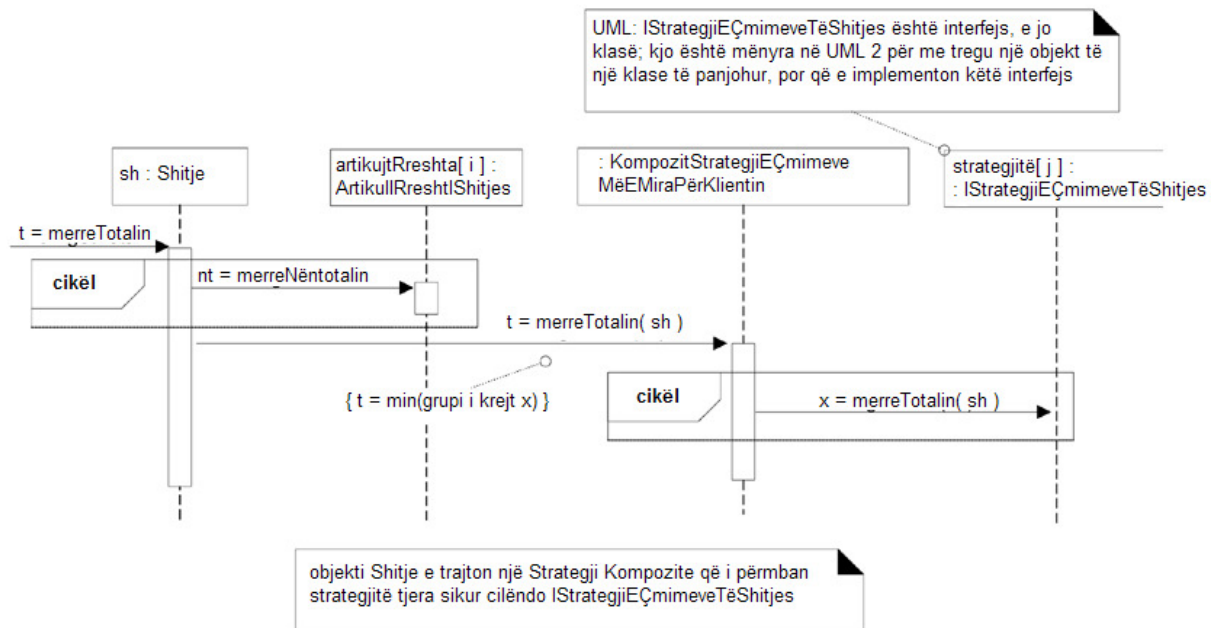 UML: IStrategjiEÇmimeveTëShitjes është interfejs, e jo
klasë; kjo është mënyra në UML 2 për me tregu një objekt të
një klase të panjohur, por që e implementon këtë interfejs
sh : Shitje
artikujtRreshta[ i ] :
ArtikullRreshtIShitjes
: KompozitStrategjiEÇmimeve
MëEMiraPërKlientin
strategjitë[ j ] :
: IStrategjiEÇmimeveTëShitjes
t = merreTotalin
cikël
nt = merreNëntotalin
t = merreTotalin( sh )
{ t = min(grupi i krejt x) }
cikël
x = merreTotalin( sh )
objekti Shitje e trajton një Strategji Kompozite që i përmban
strategjitë tjera sikur cilëndo IStrategjiEÇmimeveTëShitjes